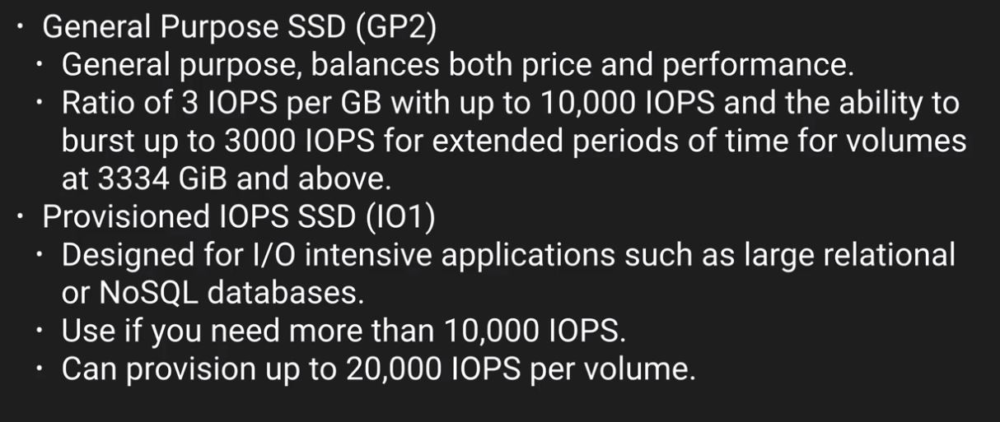 • General Purpose SSD (GP2)
• General purpose, balances both price and performance.
• Ratio of 3 IOPS per GB with up to 10,000 IOPS and the ability to
burst up to 3000 IOPS for extended periods of time for volumes
at 3334 GiB and above.
• Provisioned IOPS SSD (IO1)
• Designed for I/O intensive applications such as large relational
or NoSQL databases.
• Use if you need more than 10,000 IOPS.
• Can provision up to 20,000 IOPS per volume.